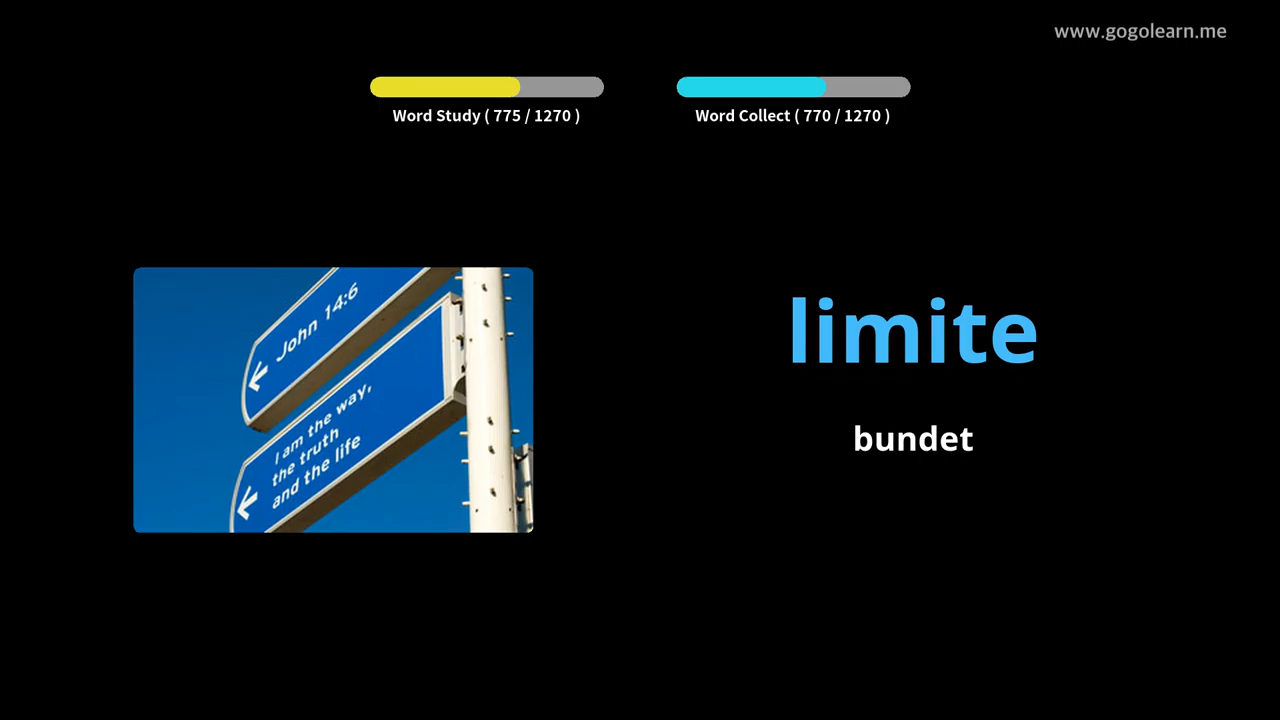 www.gogolearn.me
Word Study ( 775 / 1270 )
Word Collect ( 770 / 1270 )
John 14:6
I am the way,
the truth
and the life
limite
bundet